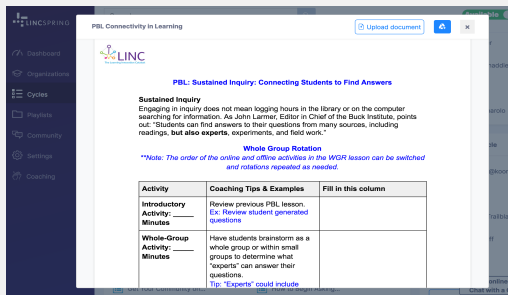 LINCSPRING
PBL Connectivity in Learning
Upload document
×
Dashboard
Organizations
Cycles
Playlists
Community
Settings
Coaching
LINC
PBL: Sustained Inquiry: Connecting Students to Find Answers
Sustained Inquiry
Engaging in inquiry does not mean logging hours in the library or on the computer
searching for information. As John Larmer, Editor in Chief of the Buck Institute, points
out: "Students can find answers to their questions from many sources, including
readings, but also experts, experiments, and field work."
Whole Group Rotation
**Note: The order of the online and offline activities in the WGR lesson can be switched
and rotations repeated as needed.
Activity
Coaching Tips & Examples
Fill in this column
Introductory
Activity: _____
Minutes
Review previous PBL lesson.
Ex: Review student generated
questions
Whole-Group
Activity: _____
Minutes
Have students brainstorm as a
whole group or within small
groups to determine what
"experts" can answer their
questions.
Tip: "Experts" could include
Chat with a